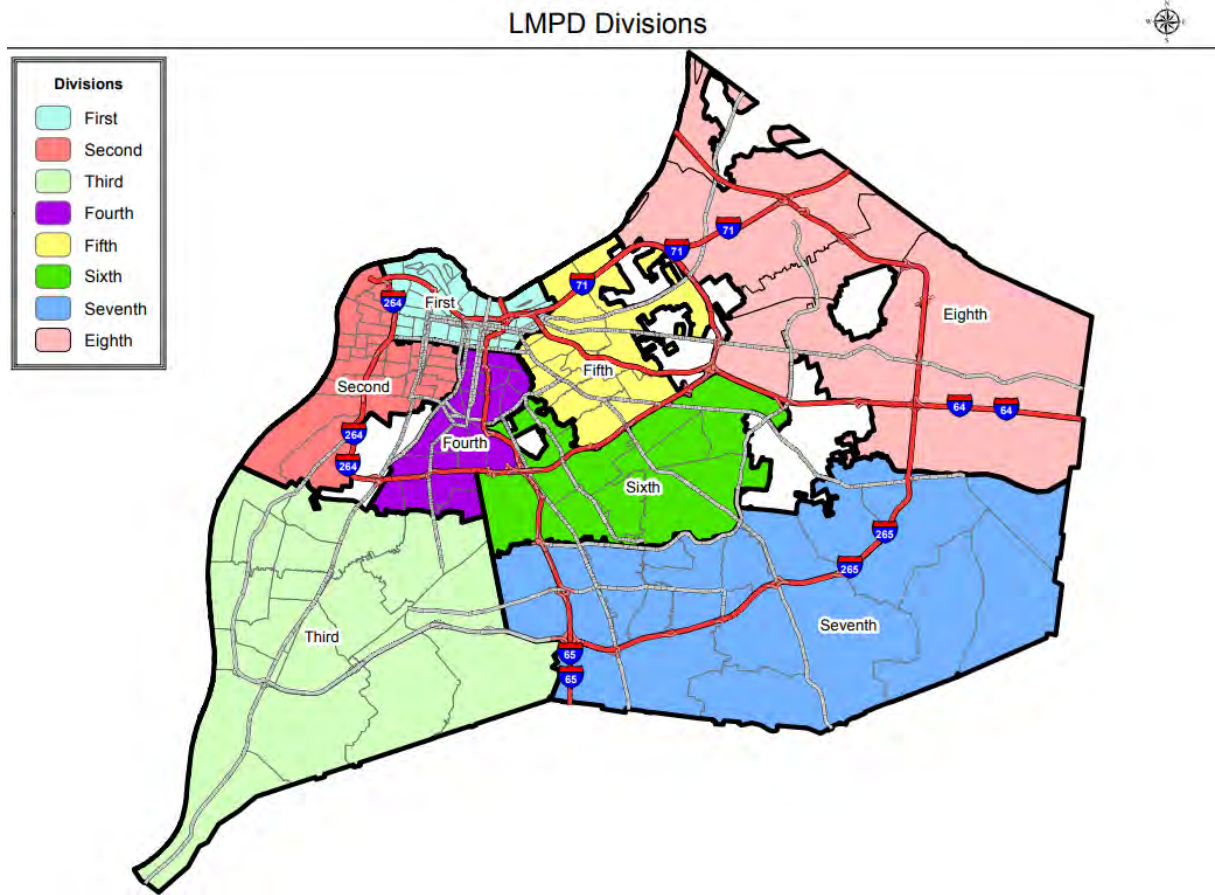 LMPD Divisions
N
W E
S
Divisions
First
Second
Third
Fourth
Fifth
Sixth
Seventh
Eighth
71
71
71
264
First
Eighth
Second
Fifth
64
64
264
Fourth
264
Sixth
265
265
Third
Seventh
65
65